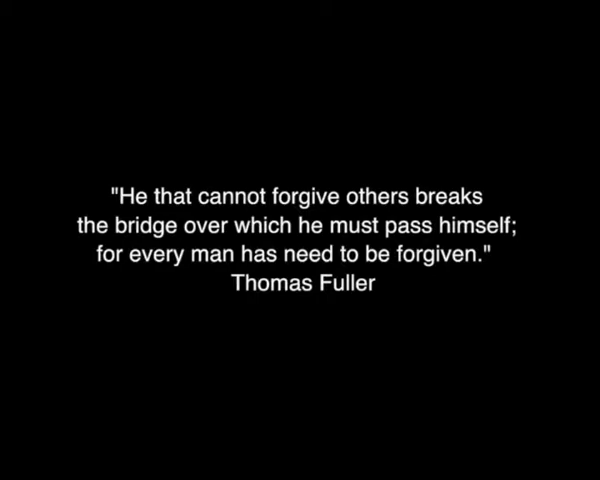 "He that cannot forgive others breaks
the bridge over which he must pass himself;
for every man has need to be forgiven."
Thomas Fuller